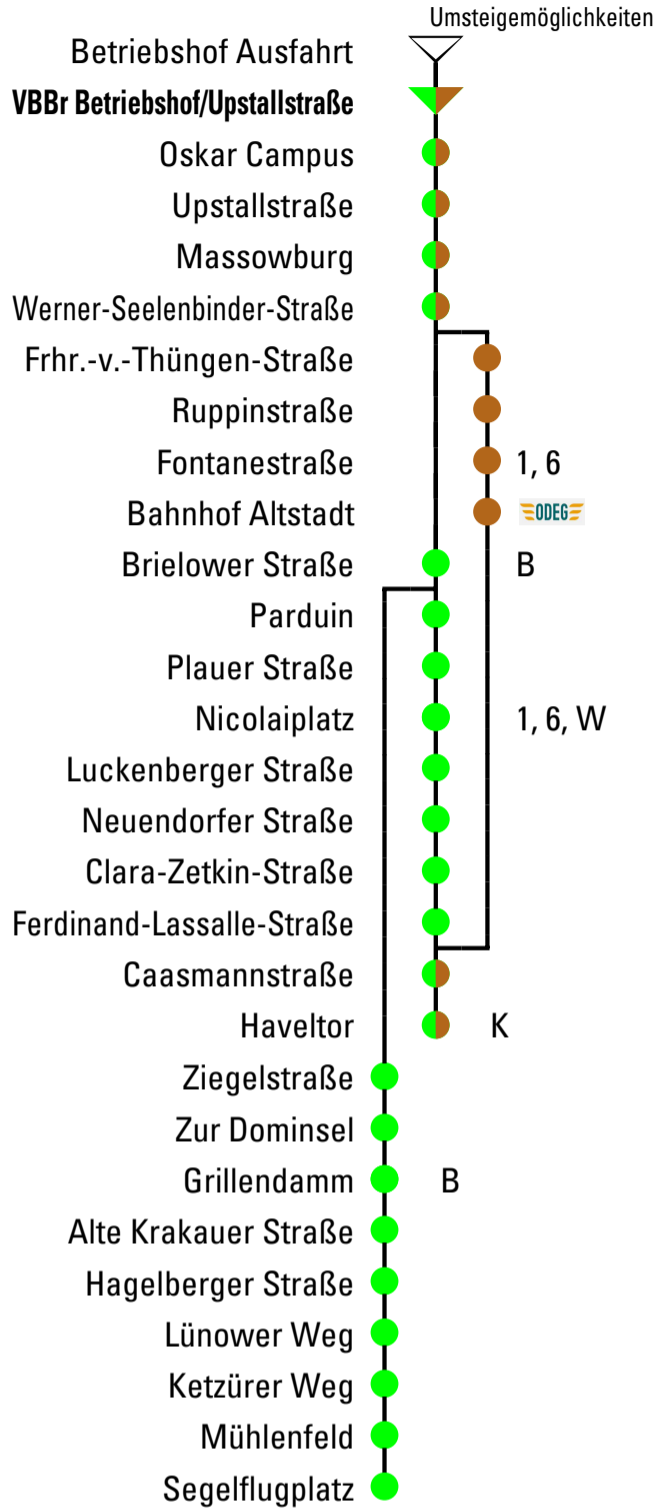 Umsteigemöglichkeiten
Betriebshof Ausfahrt
VBBr Betriebshof/Upstallstraße
Oskar Campus
Upstallstraße
Massowburg
Werner-Seelenbinder-Straße
Frhr.-v.-Thüngen-Straße
Ruppinstraße
Fontanestraße 1, 6
Bahnhof Altstadt ODEG
Brielower Straße B
Parduin
Plauer Straße
Nicolaiplatz 1, 6, W
Luckenberger Straße
Neuendorfer Straße
Clara-Zetkin-Straße
Ferdinand-Lassalle-Straße
Caasmannstraße
Haveltor K
Ziegelstraße
Zur Dominsel
Grillendamm B
Alte Krakauer Straße
Hagelberger Straße
Lünower Weg
Ketzürer Weg
Mühlenfeld
Segelflugplatz